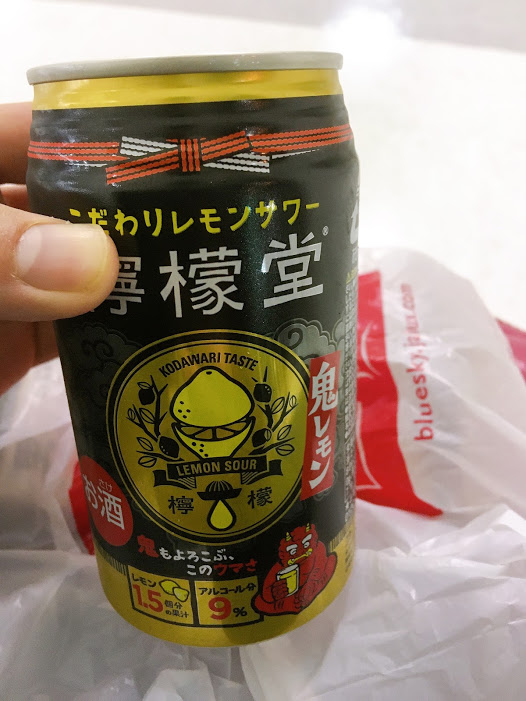 こだわりレモンサワー
檸檬堂®
KODAWARI TASTE
LEMON SOUR
檸檬
鬼レモン
さけ
お酒
鬼もよろこぶ、
このウマさ
レモン
1.5個分
の果汁
アルコール分
9%